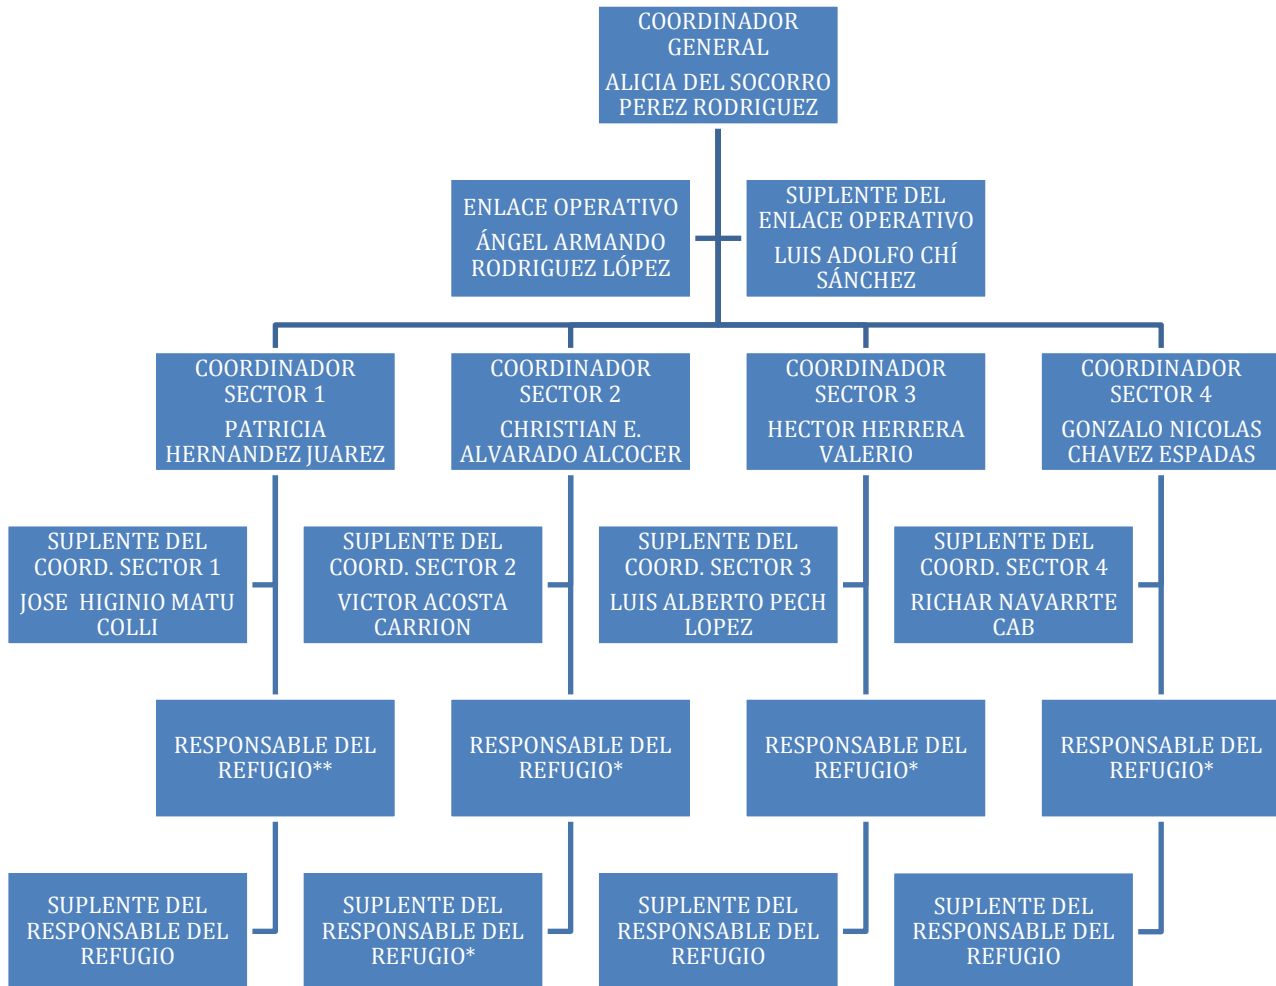 COORDINADOR
GENERAL
ALICIA DEL SOCORRO
PEREZ RODRIGUEZ
ENLACE OPERATIVO
ÁNGEL ARMANDO
RODRIGUEZ LÓPEZ
SUPLENTE DEL
ENLACE OPERATIVO
LUIS ADOLFO CHÍ
SÁNCHEZ
COORDINADOR
SECTOR 1
PATRICIA
HERNANDEZ JUAREZ
COORDINADOR
SECTOR 2
CHRISTIAN E.
ALVARADO ALCOCER
COORDINADOR
SECTOR 3
HECTOR HERRERA
VALERIO
COORDINADOR
SECTOR 4
GONZALO NICOLAS
CHAVEZ ESPADAS
SUPLENTE DEL
COORD. SECTOR 1
JOSE  HIGINIO MATU
COLLI
SUPLENTE DEL
COORD. SECTOR 2
VICTOR ACOSTA
CARRION
SUPLENTE DEL
COORD. SECTOR 3
LUIS ALBERTO PECH
LOPEZ
SUPLENTE DEL
COORD. SECTOR 4
RICHAR NAVARRTE
CAB
RESPONSABLE DEL
REFUGIO**
RESPONSABLE DEL
REFUGIO*
RESPONSABLE DEL
REFUGIO*
RESPONSABLE DEL
REFUGIO*
SUPLENTE DEL
RESPONSABLE DEL
REFUGIO
SUPLENTE DEL
RESPONSABLE DEL
REFUGIO*
SUPLENTE DEL
RESPONSABLE DEL
REFUGIO
SUPLENTE DEL
RESPONSABLE DEL
REFUGIO